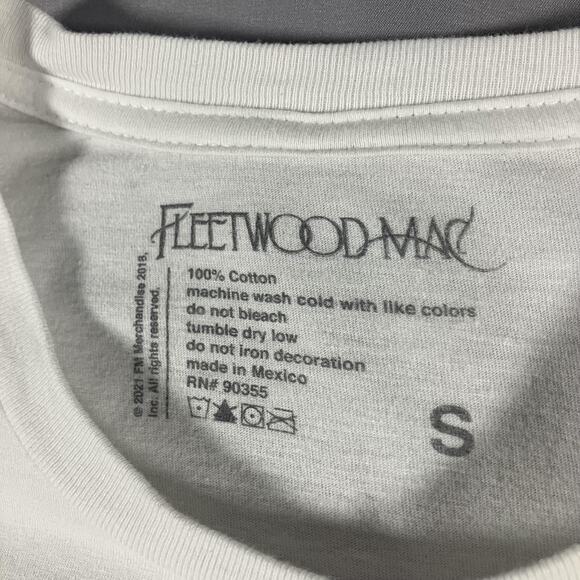 FLEETWOOD MAC
100% Cotton
machine wash cold with like colors
do not bleach
tumble dry low
do not iron decoration
made in Mexico
RN# 90355
S
© 2021 FM Merchandise 2018,
Inc. All rights reserved.